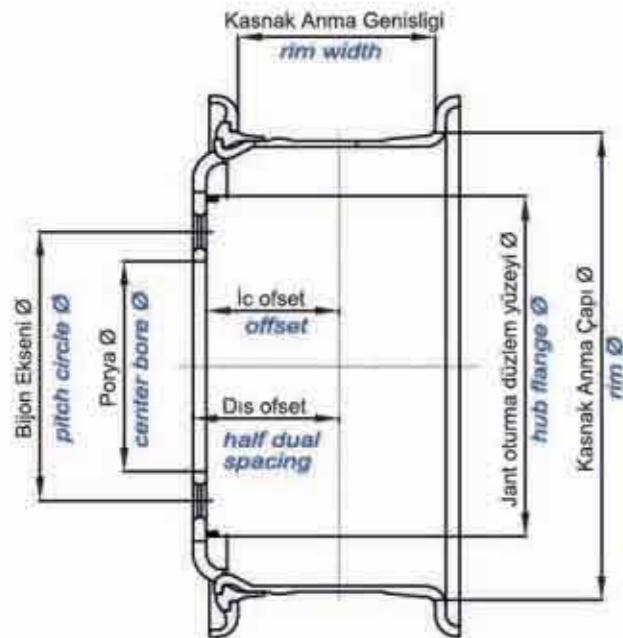 Kasnak Anma Genisligi
rim width
Bijon Ekseni Ø
pitch circle Ø
Porya Ø
center bore Ø
İc ofset
offset
Dıs ofset
half dual
spacing
Jant oturma düzlem yüzeyi Ø
hub flange Ø
Kasnak Anma Çapı Ø
rim Ø